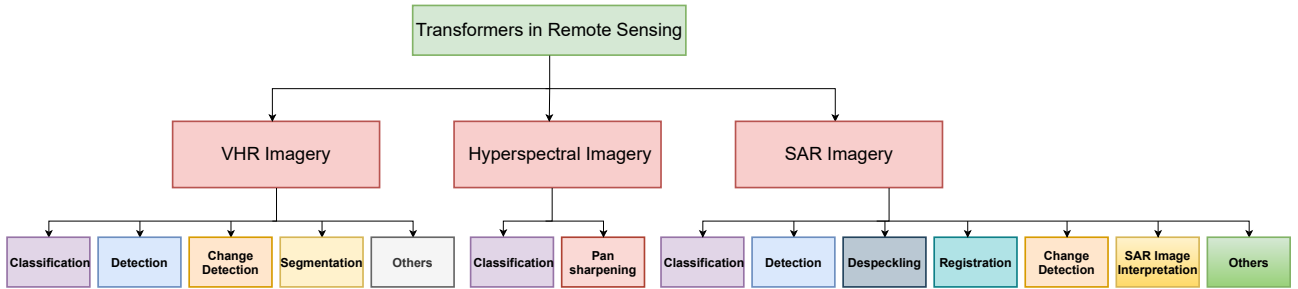 Transformers in Remote Sensing
VHR Imagery
Hyperspectral Imagery
SAR Imagery
Classification
Detection
Change
Detection
Segmentation
Others
Classification
Pan
sharpening
Classification
Detection
Despeckling
Registration
Change
Detection
SAR Image
Interpretation
Others